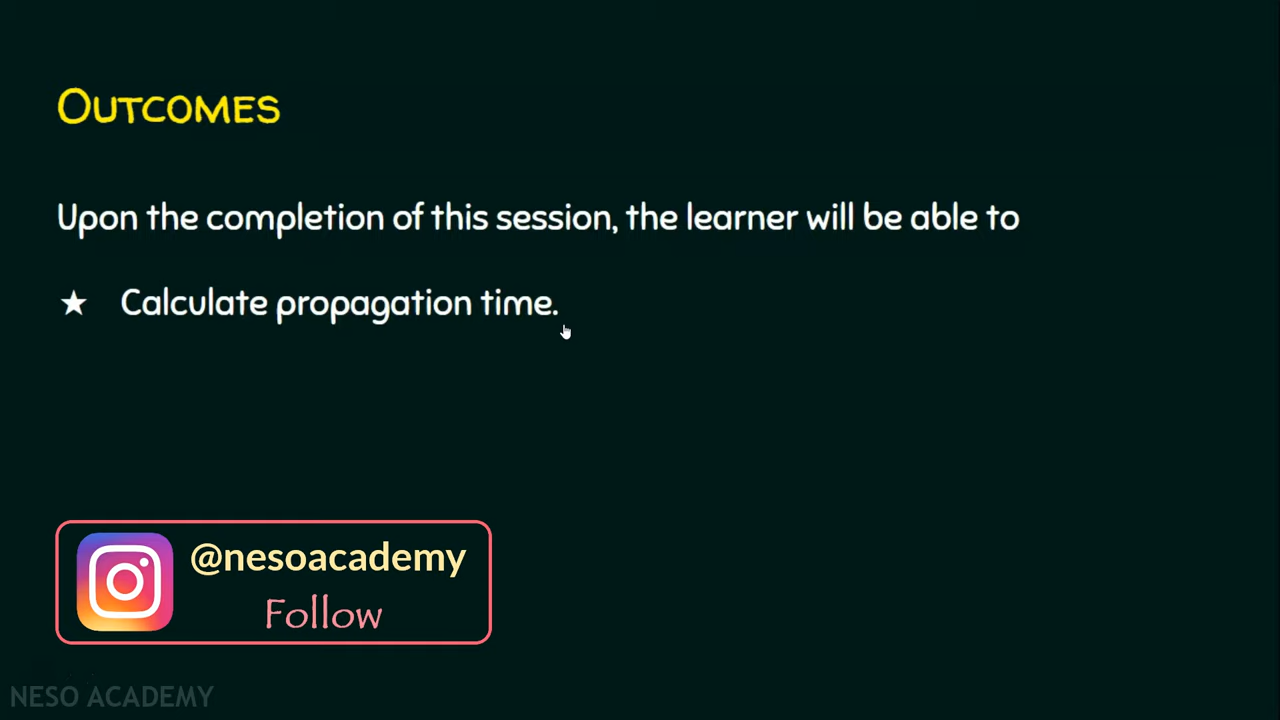 OUTCOMES
Upon the completion of this session, the learner will be able to
★ Calculate propagation time.
@nesoacademy
Follow
NESO ACADEMY